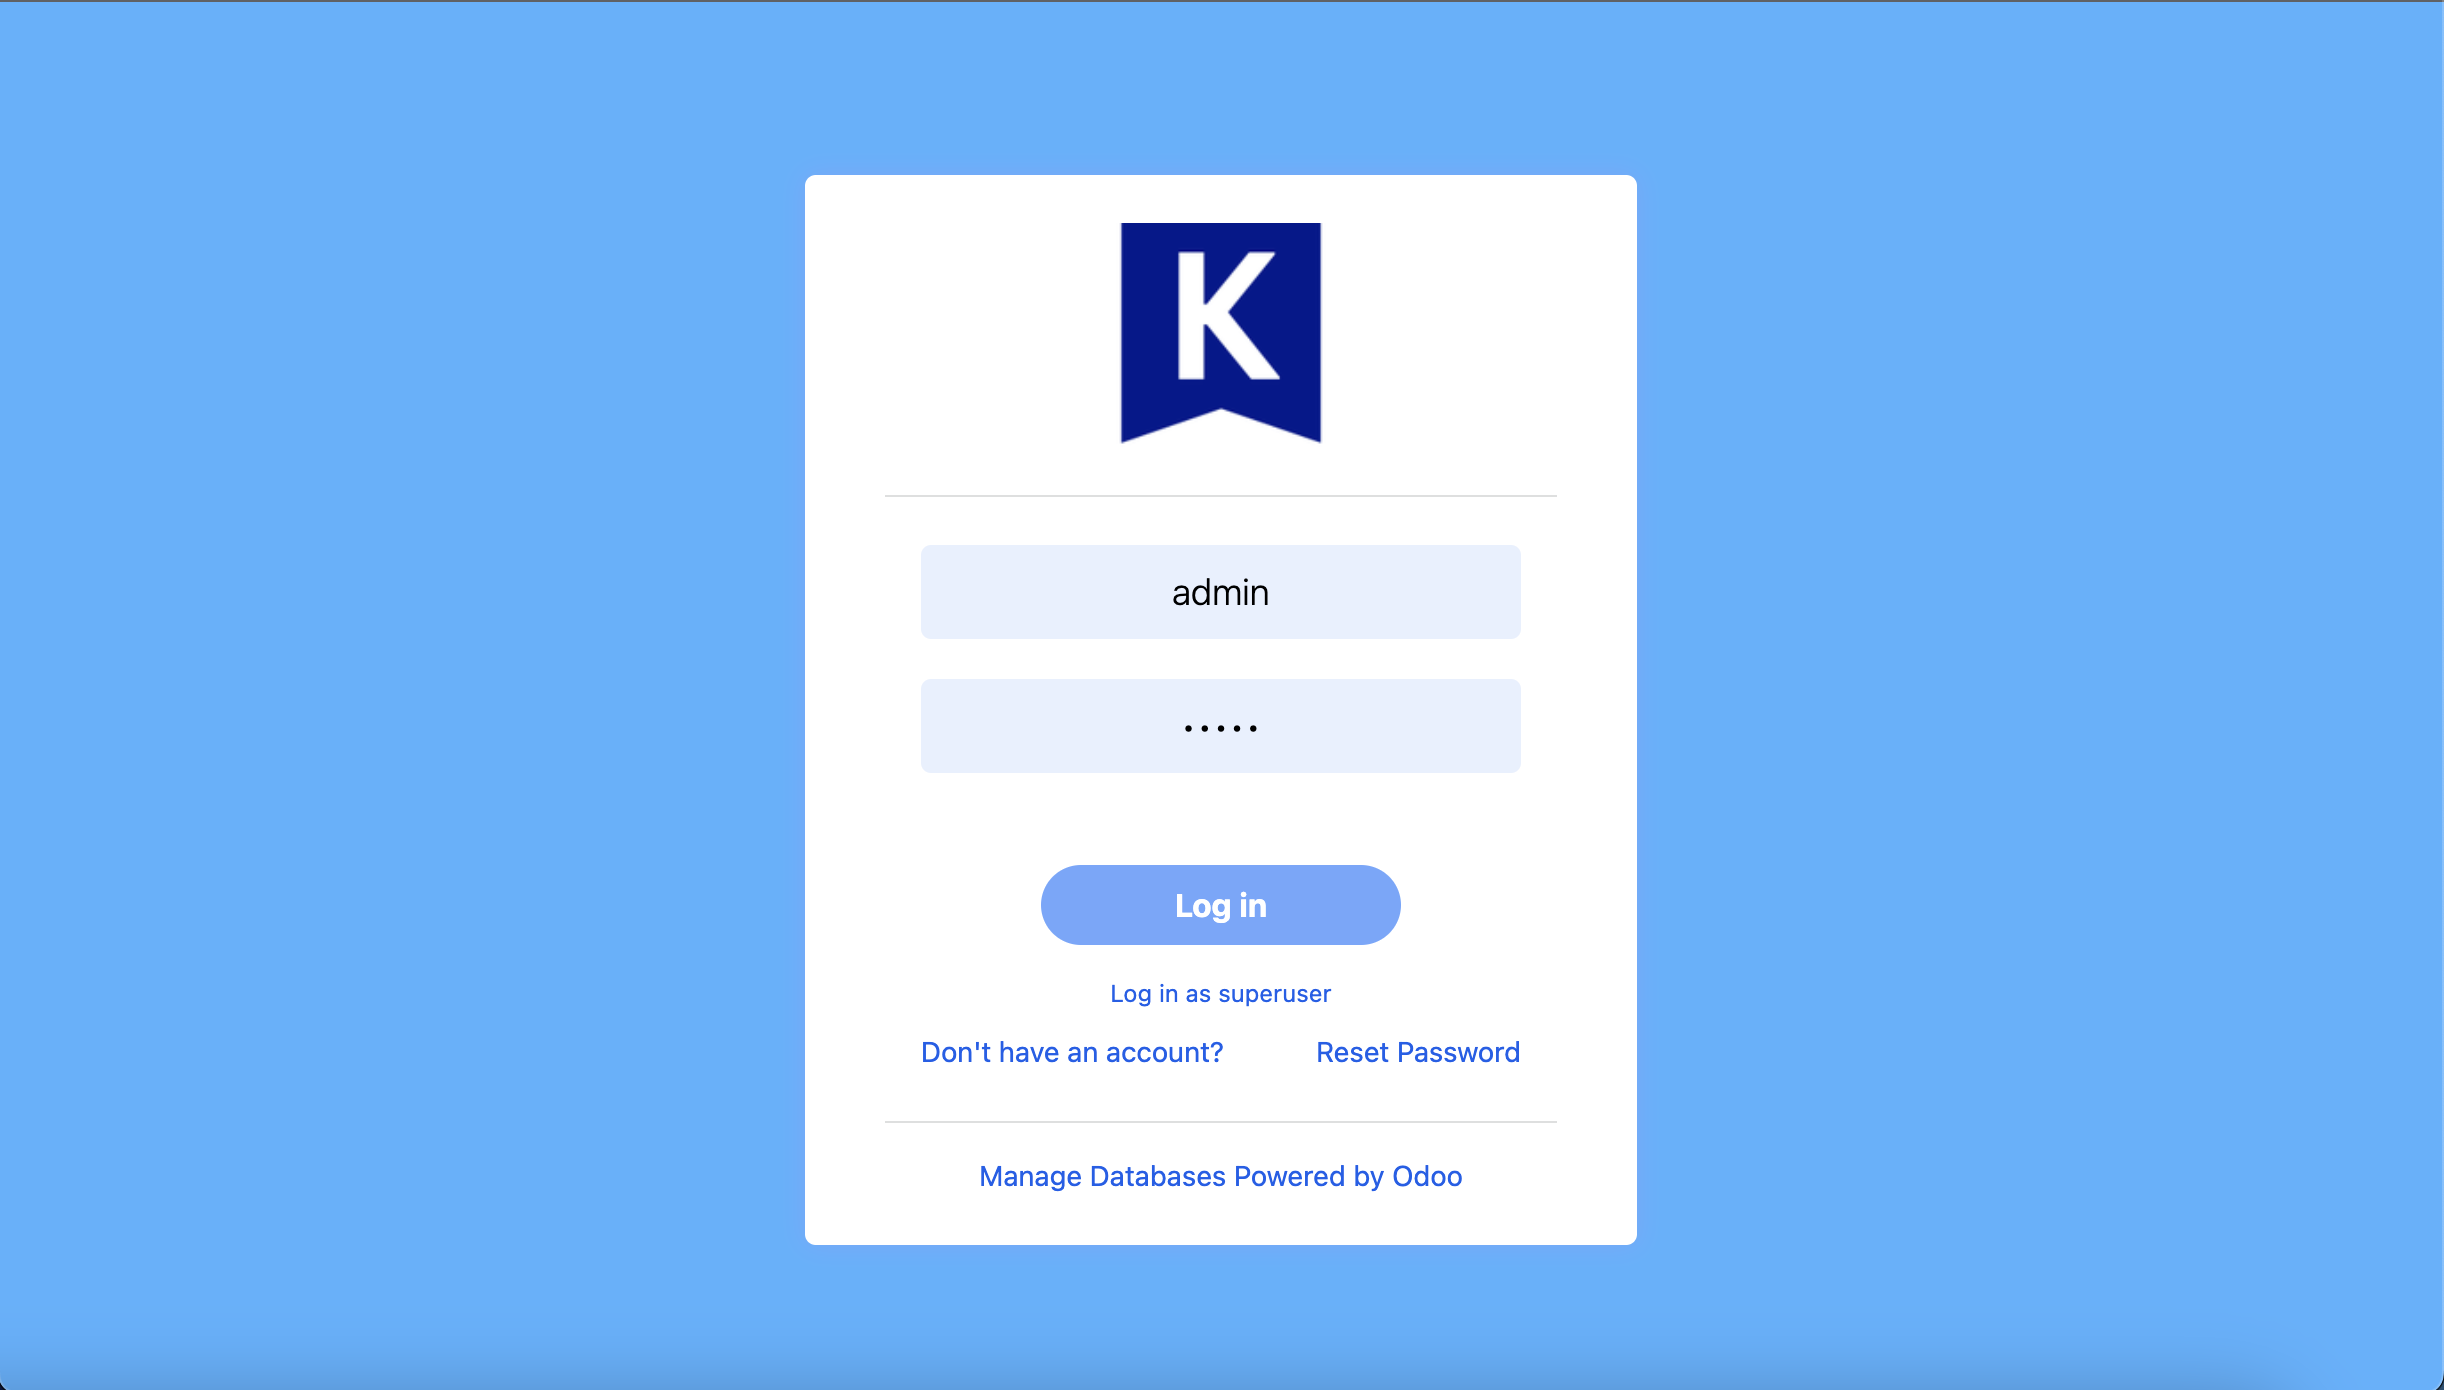 K
admin
•••••
Log in
Log in as superuser
Don't have an account? Reset Password
Manage Databases Powered by Odoo